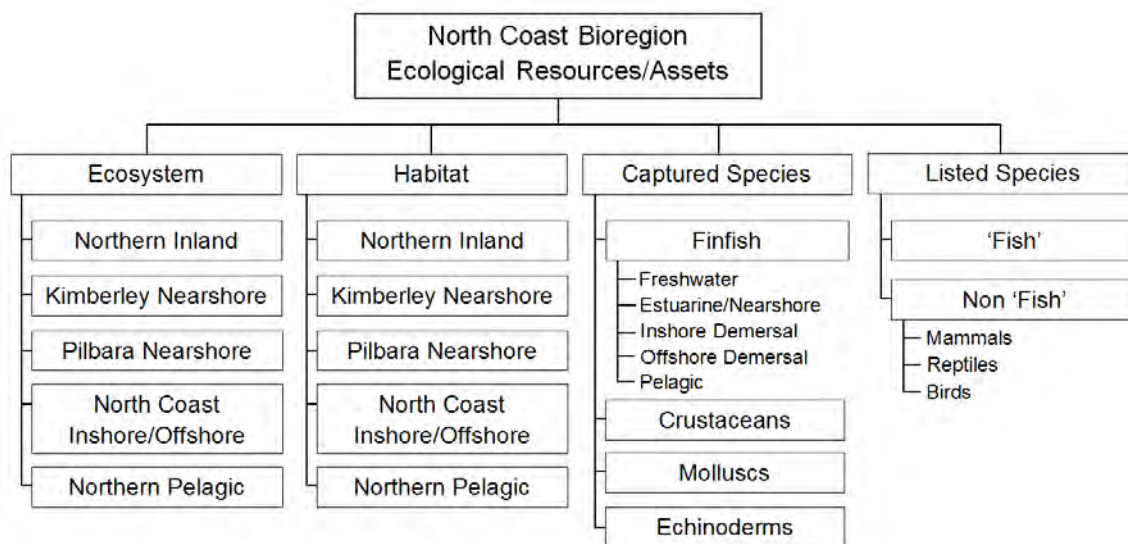 North Coast Bioregion
Ecological Resources/Assets
Ecosystem
Northern Inland
Kimberley Nearshore
Pilbara Nearshore
North Coast
Inshore/Offshore
Northern Pelagic
Habitat
Northern Inland
Kimberley Nearshore
Pilbara Nearshore
North Coast
Inshore/Offshore
Northern Pelagic
Captured Species
Finfish
Freshwater
Estuarine/Nearshore
Inshore Demersal
Offshore Demersal
Pelagic
Crustaceans
Molluscs
Echinoderms
Listed Species
‘Fish’
Non ‘Fish’
Mammals
Reptiles
Birds